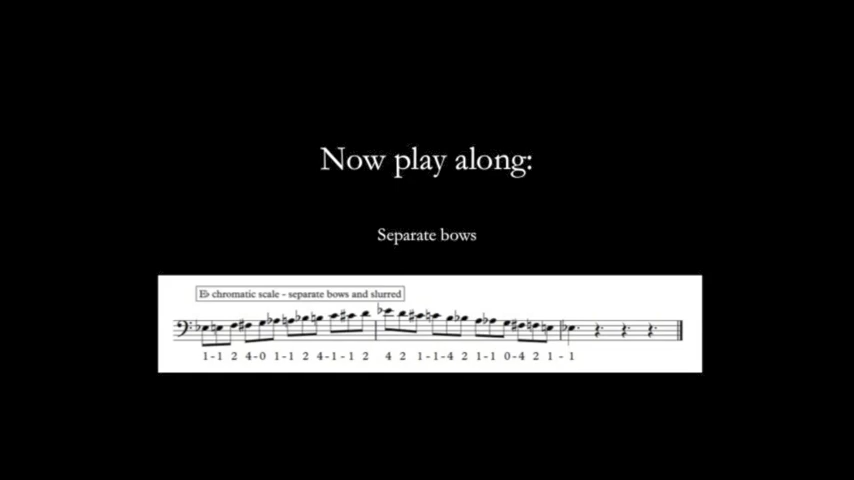 Now play along:
Separate bows
E♭ chromatic scale - separate bows and slurred
1-1 2 4-0 1-1 2 4-1-1 2 4 2 1-1-4 2 1-1 0-4 2 1 - 1